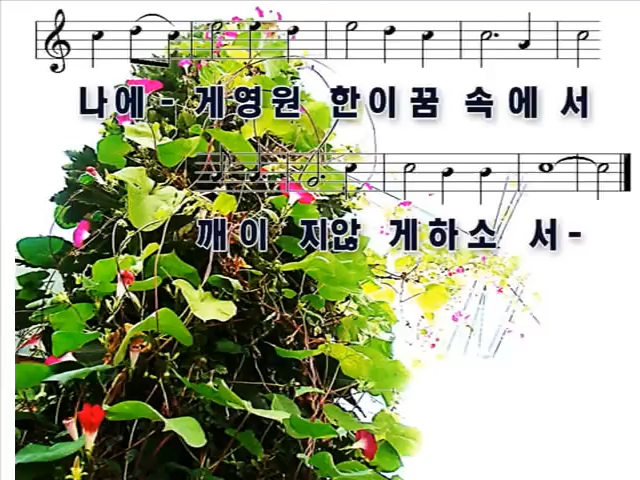 나에- 게영원 한이꿈 속에 서
깨이 지않 게하소 서-